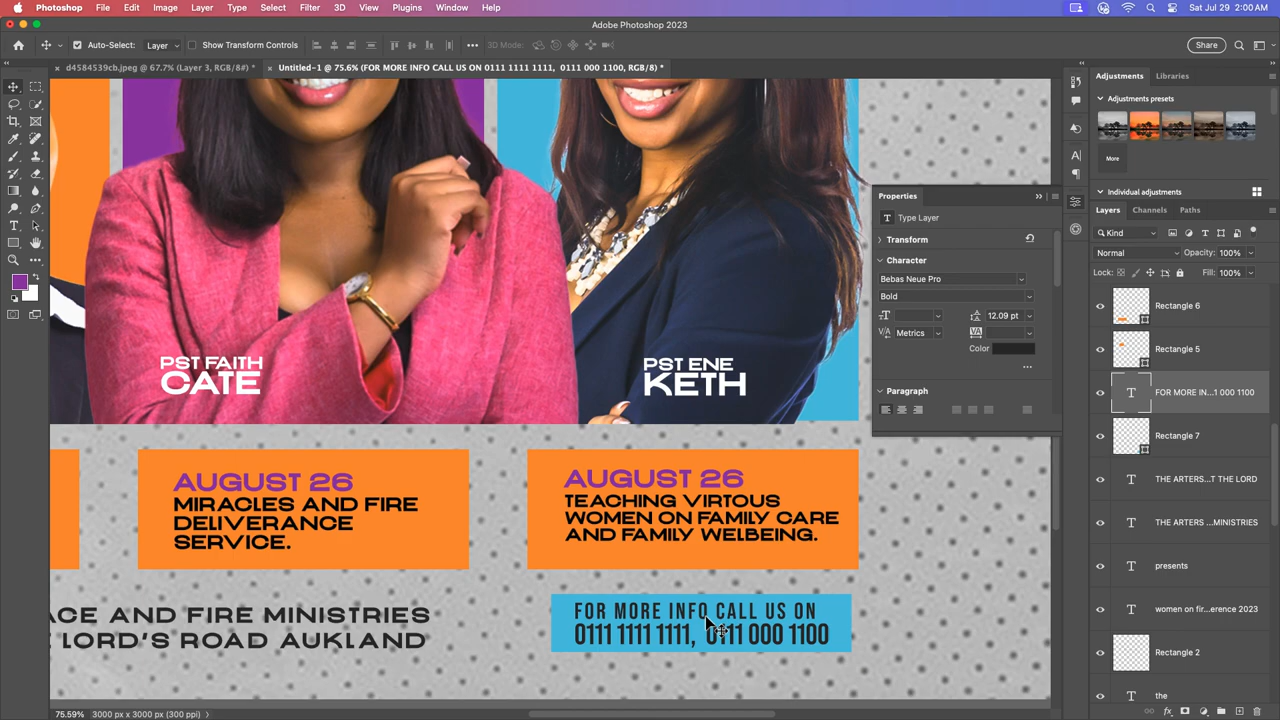 Photoshop File Edit Image Layer Type Select Filter 3D View Plugins Window Help
Sat Jul 29 2:00 AM
Adobe Photoshop 2023
Auto-Select: Layer Show Transform Controls 3D Mode: Share
d4584539cb.jpeg @ 67.7% (Layer 3, RGB/8#) *
Untitled-1 @ 75.6% (FOR MORE INFO CALL US ON 0111 1111 1111, 0111 000 1100, RGB/8) *
Adjustments Libraries
Adjustments presets
More
Individual adjustments
Layers Channels Paths
Kind
Normal Opacity: 100%
Lock: Fill: 100%
Rectangle 6
Rectangle 5
FOR MORE IN...1 000 1100
Rectangle 7
THE ARTERS...T THE LORD
THE ARTERS ...MINISTRIES
presents
women on fir...erence 2023
Rectangle 2
the
Properties
Type Layer
Transform
Character
Bebas Neue Pro
Bold
12.09 pt
Metrics
Color
Paragraph
PST FAITH
CATE
PST ENE
KETH
AUGUST 26
MIRACLES AND FIRE
DELIVERANCE
SERVICE.
AUGUST 26
TEACHING VIRTOUS
WOMEN ON FAMILY CARE
AND FAMILY WELBEING.
ACE AND FIRE MINISTRIES
E LORD'S ROAD AUKLAND
FOR MORE INFO CALL US ON
0111 1111 1111, 0111 000 1100
75.59% 3000 px x 3000 px (300 ppi)